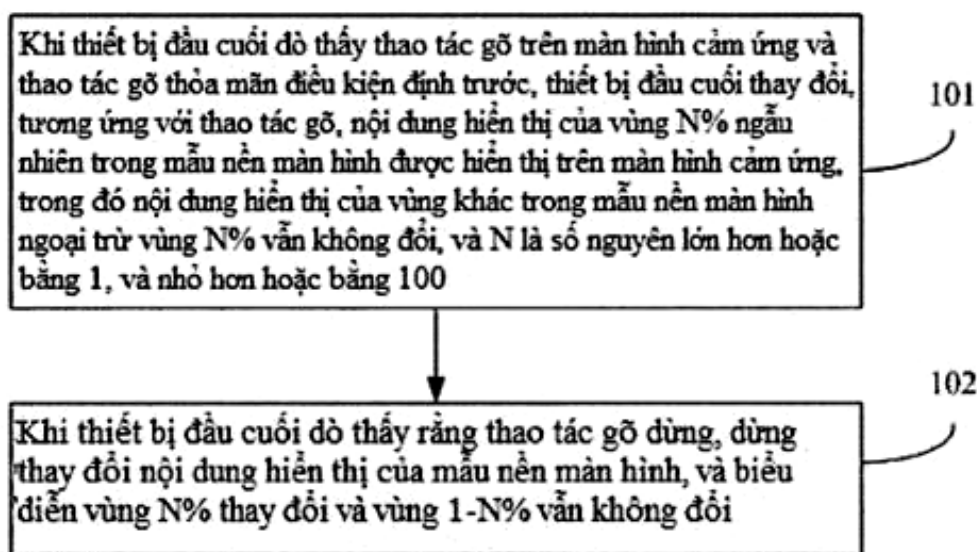 Khi thiết bị đầu cuối dò thấy thao tác gõ trên màn hình cảm ứng và
thao tác gõ thỏa mãn điều kiện định trước, thiết bị đầu cuối thay đổi,
tương ứng với thao tác gõ, nội dung hiển thị của vùng N% ngẫu
nhiên trong mẫu nền màn hình được hiển thị trên màn hình cảm ứng,
trong đó nội dung hiển thị của vùng khác trong mẫu nền màn hình
ngoại trừ vùng N% vẫn không đổi, và N là số nguyên lớn hơn hoặc
bằng 1, và nhỏ hơn hoặc bằng 100
101
Khi thiết bị đầu cuối dò thấy rằng thao tác gõ dừng, dừng
thay đổi nội dung hiển thị của mẫu nền màn hình, và biểu
diễn vùng N% thay đổi và vùng 1-N% vẫn không đổi
102